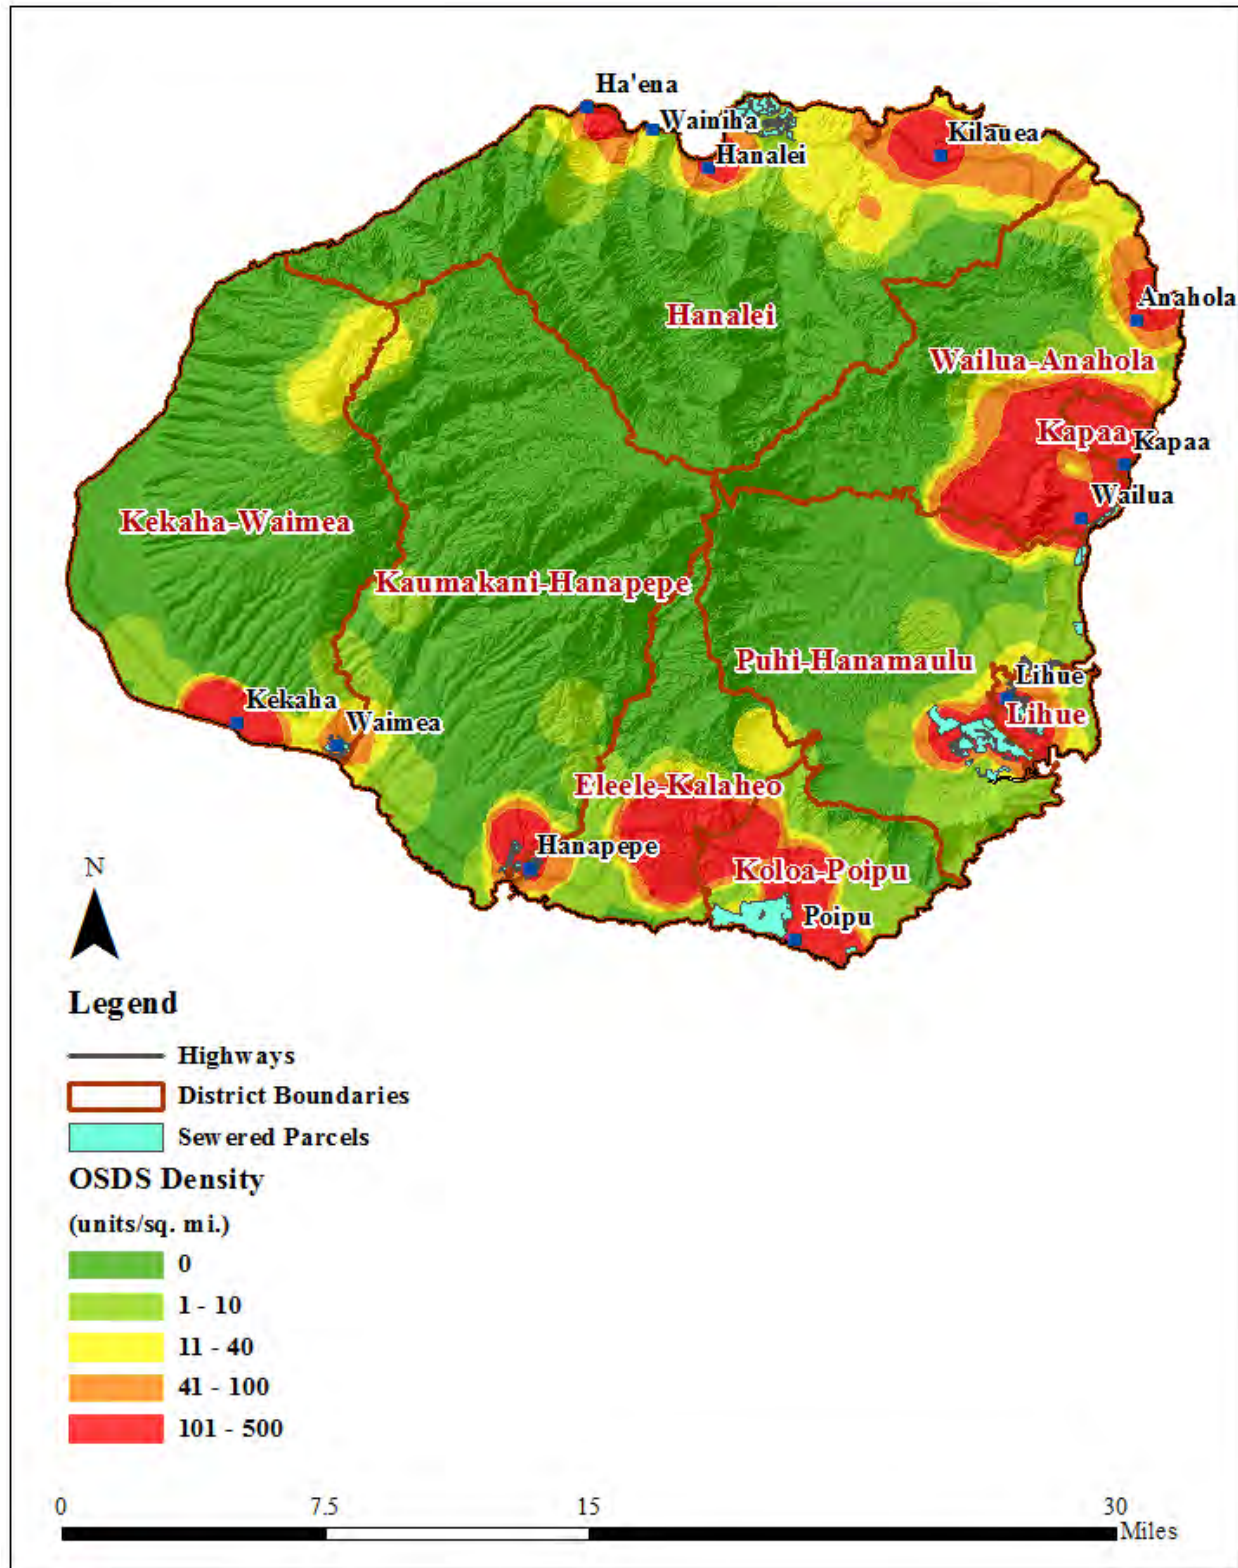 Ha'ena
Wainiha
Kilauea
Hanalei
Anahola
Hanalei
Wailua-Anahola
Kapaa
Kapaa
Wailua
Kekaha-Waimea
Kaumakani-Hanapepe
Puhi-Hanamaulu
Lihue
Kekaha
Lihue
Waimea
Eleele-Kalaheo
Hanapepe
N
Koloa-Poipu
Poipu
Legend
Highways
District Boundaries
Sewered Parcels
OSDS Density
(units/sq. mi.)
0
1 - 10
11 - 40
41 - 100
101 - 500
0 7.5 15 30
Miles